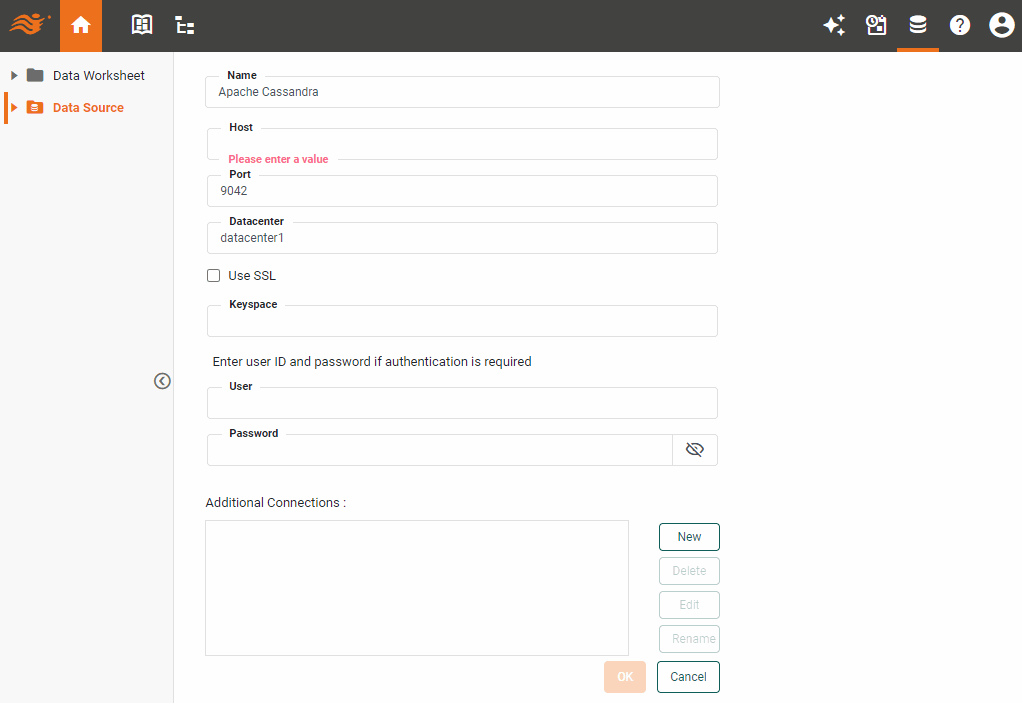 Data Worksheet
Data Source
Name
Apache Cassandra
Host
Please enter a value
Port
9042
Datacenter
datacenter1
Use SSL
Keyspace
Enter user ID and password if authentication is required
User
Password
Additional Connections :
New
Delete
Edit
Rename
OK
Cancel